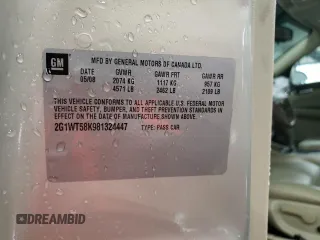 GM
MFD BY GENERAL MOTORS OF CANADA LTD.
DATE GVWR GAWR FRT GAWR RR
05/08 2074 KG 1117 KG 957 KG
4571 LB 2462 LB 2109 LB
THIS VEHICLE CONFORMS TO ALL APPLICABLE U.S. FEDERAL MOTOR
VEHICLE SAFETY, BUMPER, AND THEFT PREVENTION STANDARDS IN
EFFECT ON THE DATE OF MANUFACTURE SHOWN ABOVE.
2G1WT58K981324447 TYPE: PASS CAR
DREAMBID